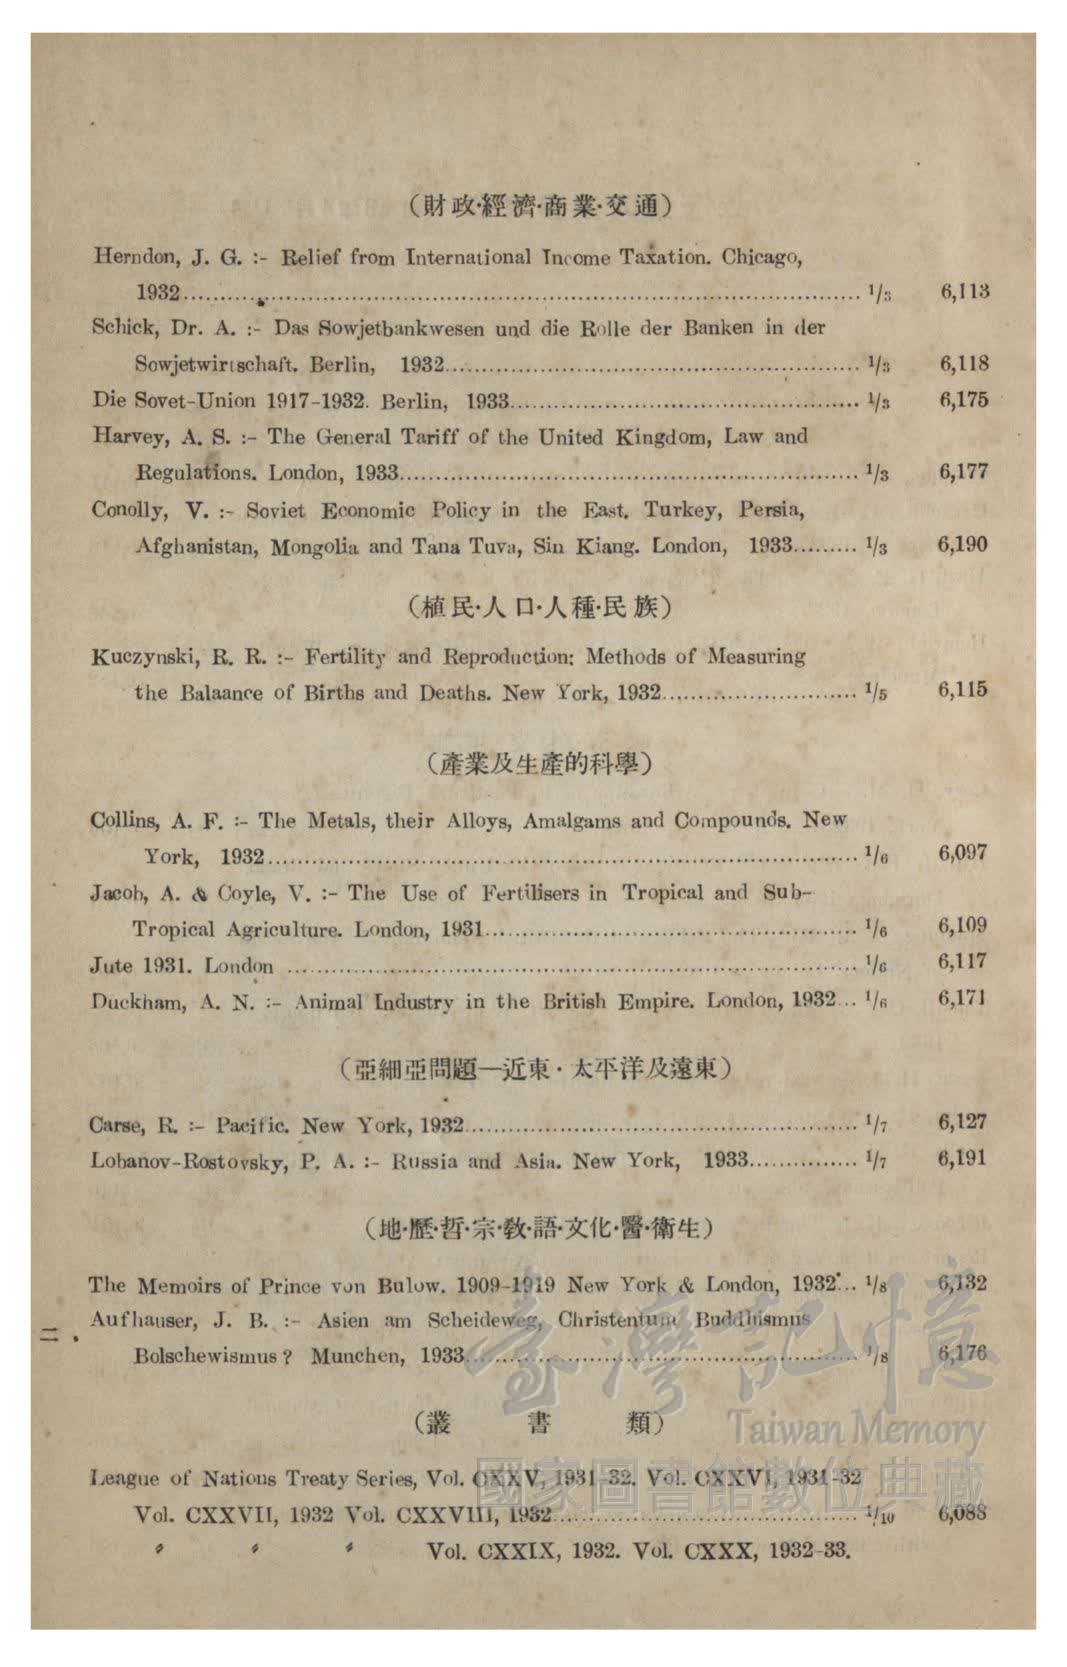 (財政·經濟·商業·交通)
Herndon, J. G. :- Relief from International Income Taxation. Chicago,
1932........ 1/3 6,113
Schick, Dr. A. :- Das Sowjetbankwesen und die Rolle der Banken in der
Sowjetwirtschaft. Berlin, 1932........ 1/3 6,118
Die Sovet-Union 1917-1932. Berlin, 1933........ 1/3 6,175
Harvey, A. S. :- The General Tariff of the United Kingdom, Law and
Regulations. London, 1933........ 1/3 6,177
Conolly, V. :- Soviet Economic Policy in the East. Turkey, Persia,
Afghanistan, Mongolia and Tana Tuva, Sin Kiang. London, 1933......... 1/3 6,190
(植民·人口·人種·民族)
Kuczynski, R. R. :- Fertility and Reproduction: Methods of Measuring
the Balaance of Births and Deaths. New York, 1932........ 1/5 6,115
(產業及生產的科學)
Collins, A. F. :- The Metals, their Alloys, Amalgams and Compounds. New
York, 1932........ 1/6 6,097
Jacob, A. & Coyle, V. :- The Use of Fertilisers in Tropical and Sub-
Tropical Agriculture. London, 1931........ 1/6 6,109
Jute 1931. London ........ 1/6 6,117
Duckham, A. N. :- Animal Industry in the British Empire. London, 1932... 1/6 6,171
(亞細亞問題—近東·太平洋及遠東)
Carse, R. :- Pacific. New York, 1932........ 1/7 6,127
Lobanov-Rostovsky, P. A. :- Russia and Asia. New York, 1933........ 1/7 6,191
(地·歷·哲·宗·敎·語·文化·醫·衛生)
The Memoirs of Prince von Bulow. 1909-1919 New York & London, 1932... 1/8 6,132
Aufhauser, J. B. :- Asien am Scheideweg, Christentum Buddhismus
Bolschewismus? Munchen, 1933........ 1/8 6,176
(叢書類)
League of Nations Treaty Series, Vol. CXXV, 1931-32. Vol. CXXVI, 1931-32
Vol. CXXVII, 1932 Vol. CXXVIII, 1932........ 1/10 6,088
〃 〃 〃 Vol. CXXIX, 1932. Vol. CXXX, 1932-33.
二
臺灣記憶
Taiwan Memory
國家圖書館數位典藏